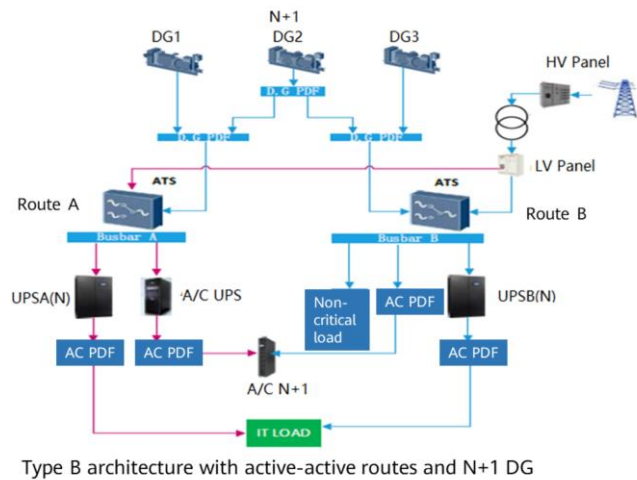 N+1
DG1
DG2
DG3
HV Panel
D.G PDF
D.G PDF
D.G PDF
LV Panel
ATS
ATS
Route A
Route B
Busbar A
Busbar B
UPSA(N)
A/C UPS
Non-
critical
load
AC PDF
UPSB(N)
AC PDF
AC PDF
AC PDF
A/C N+1
IT LOAD
Type B architecture with active-active routes and N+1 DG